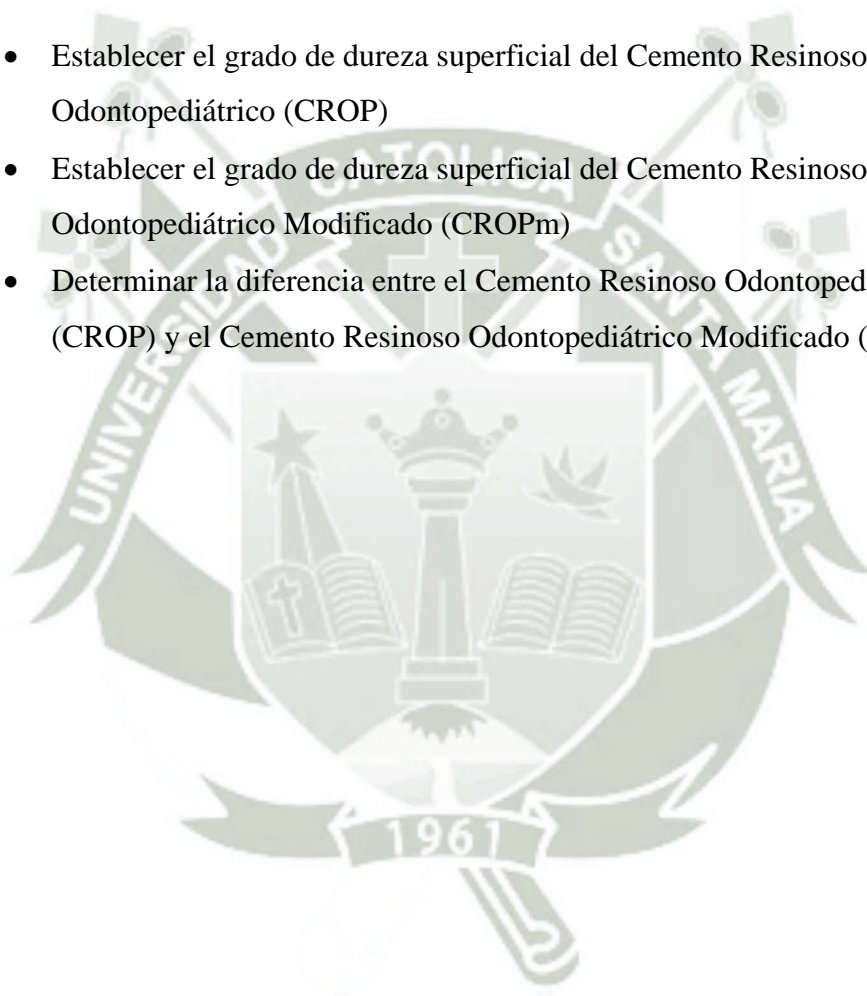 • Establecer el grado de dureza superficial del Cemento Resinoso
Odontopediátrico (CROP)
• Establecer el grado de dureza superficial del Cemento Resinoso
Odontopediátrico Modificado (CROPm)
• Determinar la diferencia entre el Cemento Resinoso Odontoped
(CROP) y el Cemento Resinoso Odontopediátrico Modificado (
UNIVERSIDAD CATOLICA SANTA MARIA
1961